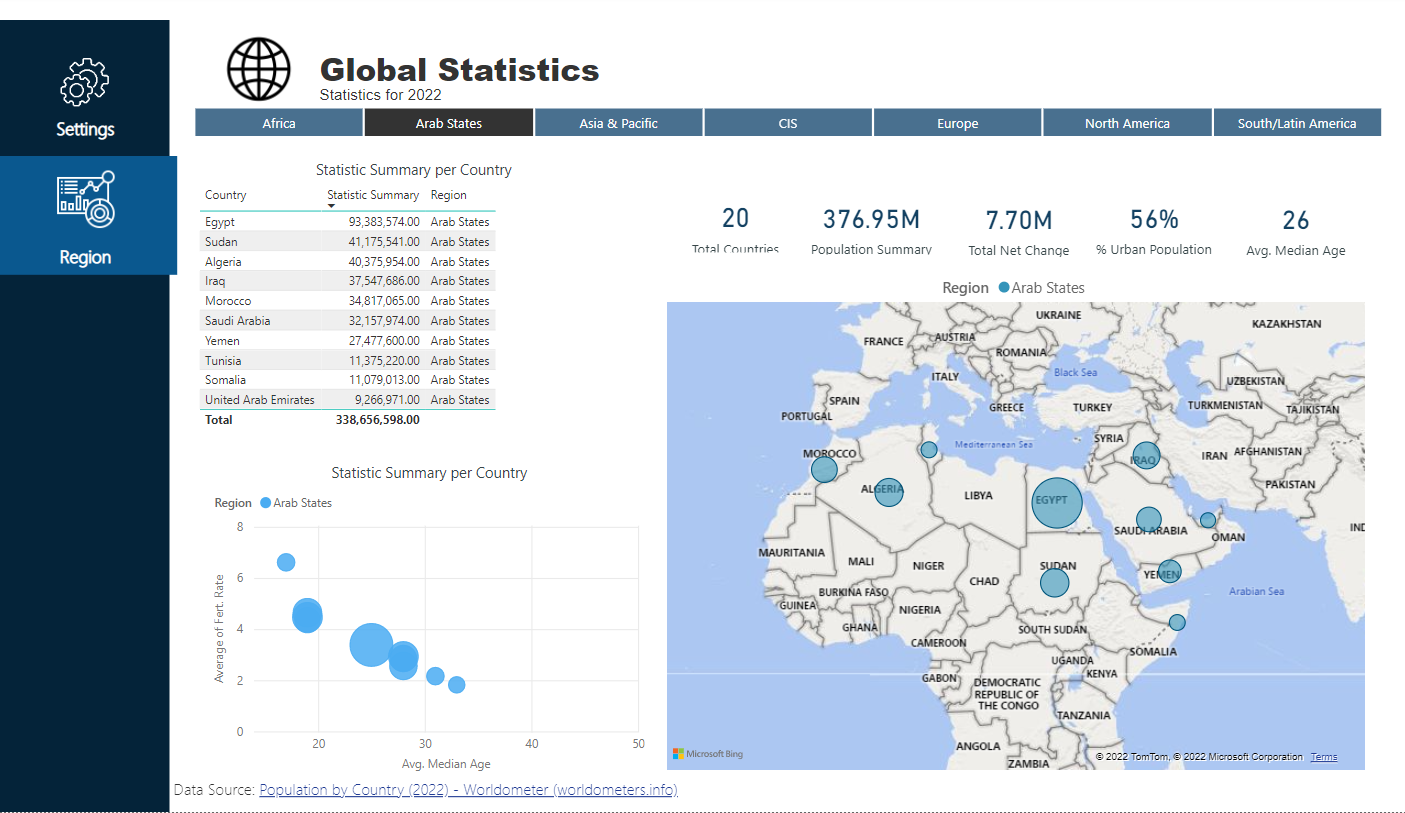 Settings
Region
Global Statistics
Statistics for 2022
Africa
Arab States
Asia & Pacific
CIS
Europe
North America
South/Latin America
Statistic Summary per Country
Country Statistic Summary Region
Egypt 93,383,574.00 Arab States
Sudan 41,175,541.00 Arab States
Algeria 40,375,954.00 Arab States
Iraq 37,547,686.00 Arab States
Morocco 34,817,065.00 Arab States
Saudi Arabia 32,157,974.00 Arab States
Yemen 27,477,600.00 Arab States
Tunisia 11,375,220.00 Arab States
Somalia 11,079,013.00 Arab States
United Arab Emirates 9,266,971.00 Arab States
Total 338,656,598.00
20
Total Countries
376.95M
Population Summary
7.70M
Total Net Change
56%
% Urban Population
26
Avg. Median Age
Statistic Summary per Country
Region Arab States
8
6
4
2
0
Average of Fert. Rate
20 30 40 50
Avg. Median Age
Region Arab States
UKRAINE
KAZAKHSTAN
FRANCE
AUSTRIA
ROMANIA
ITALY
Black Sea
UZBEKISTAN
SPAIN
PORTUGAL
GREECE
TURKEY
TURKMENISTAN
TAJIKISTAN
SYRIA
Mediterranean Sea
MOROCCO
IRAQ
IRAN
AFGHANISTAN
ALGERIA
LIBYA
EGYPT
PAKISTAN
SAUDI ARABIA
OMAN
IND
MAURITANIA
MALI
NIGER
CHAD
SUDAN
YEMEN
Arabian Sea
BURKINA FASO
GUINEA
NIGERIA
GHANA
CAMEROON
SOUTH SUDAN
SOMALIA
UGANDA
KENYA
GABON
DEMOCRATIC
REPUBLIC OF
THE CONGO
TANZANIA
ANGOLA
ZAMBIA
Microsoft Bing
© 2022 TomTom, © 2022 Microsoft Corporation Terms
Data Source: Population by Country (2022) - Worldometer (worldometers.info)